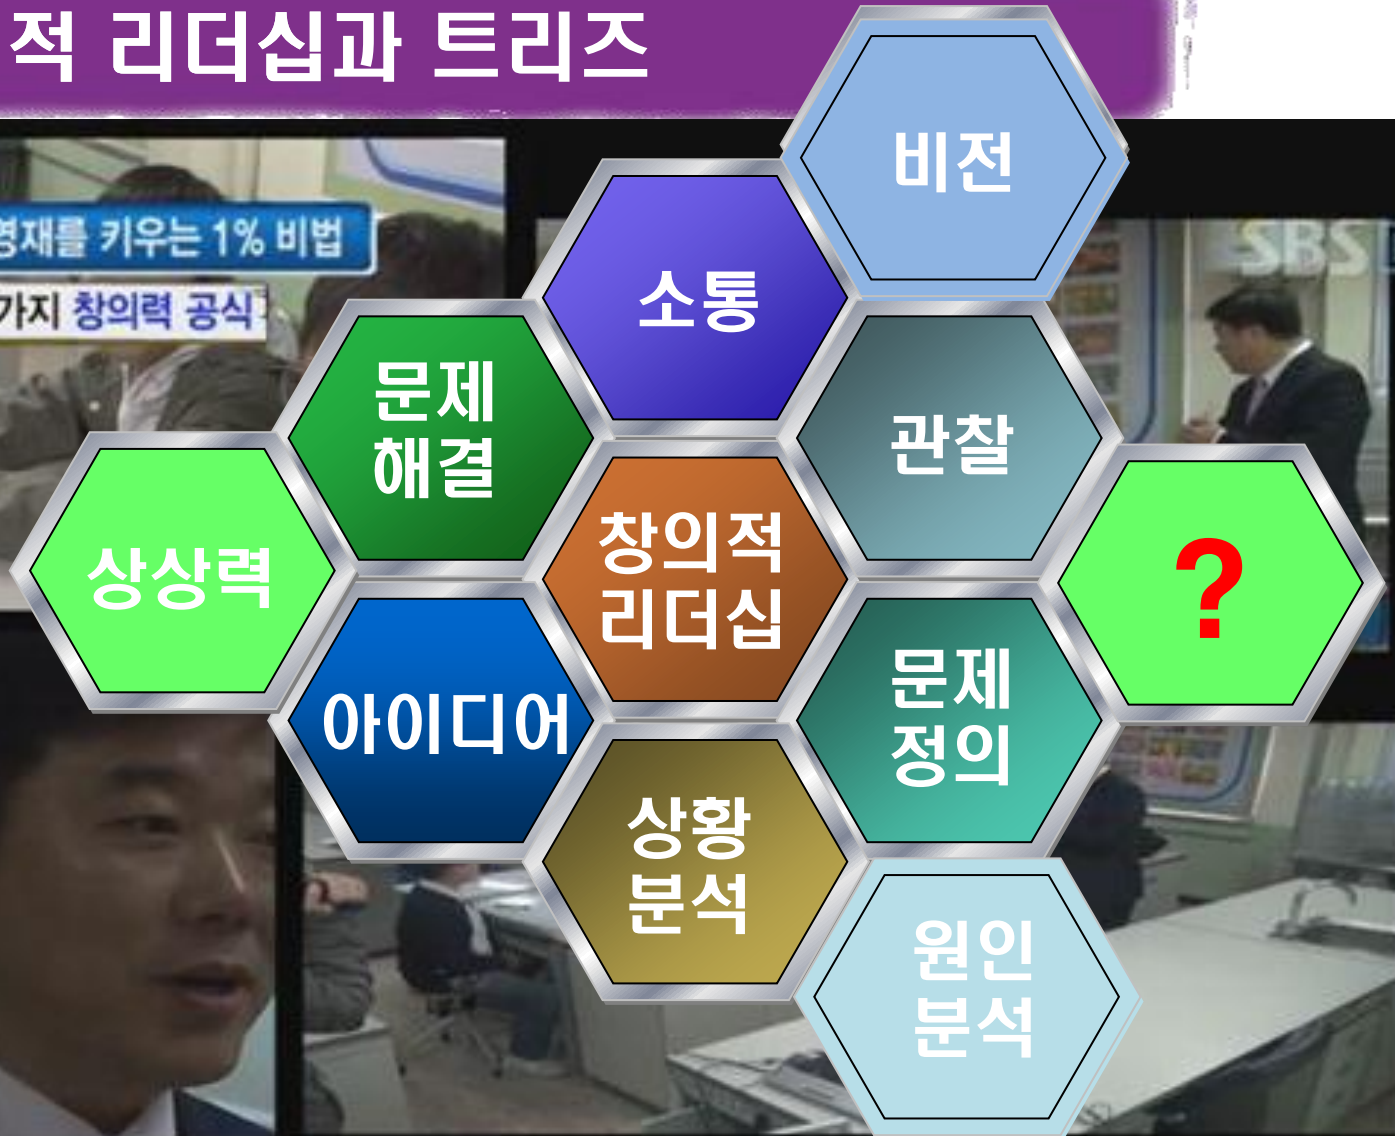 적 리더십과 트리즈
비전
영재를 키우는 1% 비법
SBS
소통
가지 창의력 공식
문제
해결
관찰
창의적
리더십
?
상상력
아이디어
문제
정의
상황
분석
원인
분석